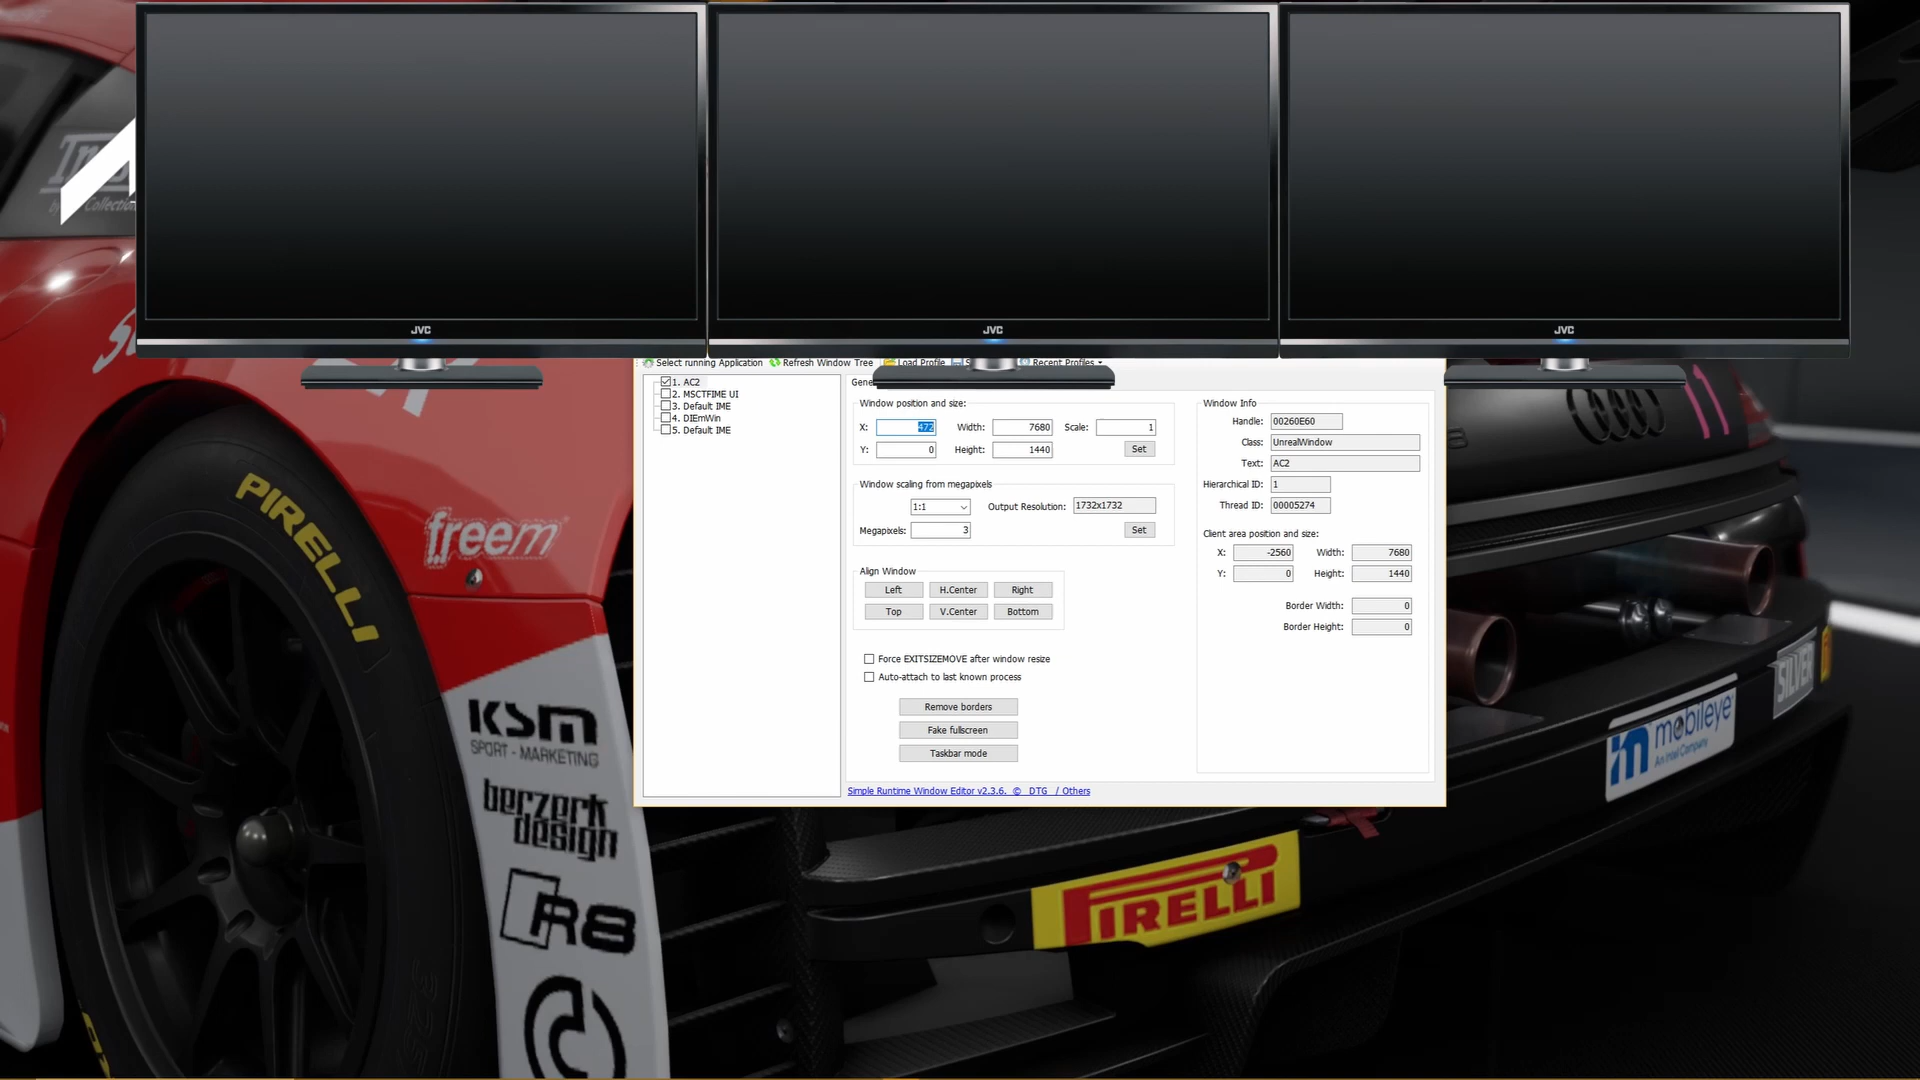 JVC
JVC
JVC
Select running Application
Refresh Window Tree
Load Profile
Recent Profiles
1. AC2
2. MSCTFIME UI
3. Default IME
4. DIEmWin
5. Default IME
Window position and size:
X: 472 Width: 7680 Scale: 1
Y: 0 Height: 1440 Set
Window scaling from megapixels
1:1 Output Resolution: 1732x1732
Megapixels: 3 Set
Align Window
Left H.Center Right
Top V.Center Bottom
Force EXITSIZEMOVE after window resize
Auto-attach to last known process
Remove borders
Fake fullscreen
Taskbar mode
Simple Runtime Window Editor v2.3.6. © DTG / Others
Window Info
Handle: 00260E60
Class: UnrealWindow
Text: AC2
Hierarchical ID: 1
Thread ID: 00005274
Client area position and size:
X: -2560 Width: 7680
Y: 0 Height: 1440
Border Width: 0
Border Height: 0
PIRELLI
freem
KSM
SPORT - MARKETING
berzerk
design
R8
11
SILVER
mobileye
An Intel Company
PIRELLI